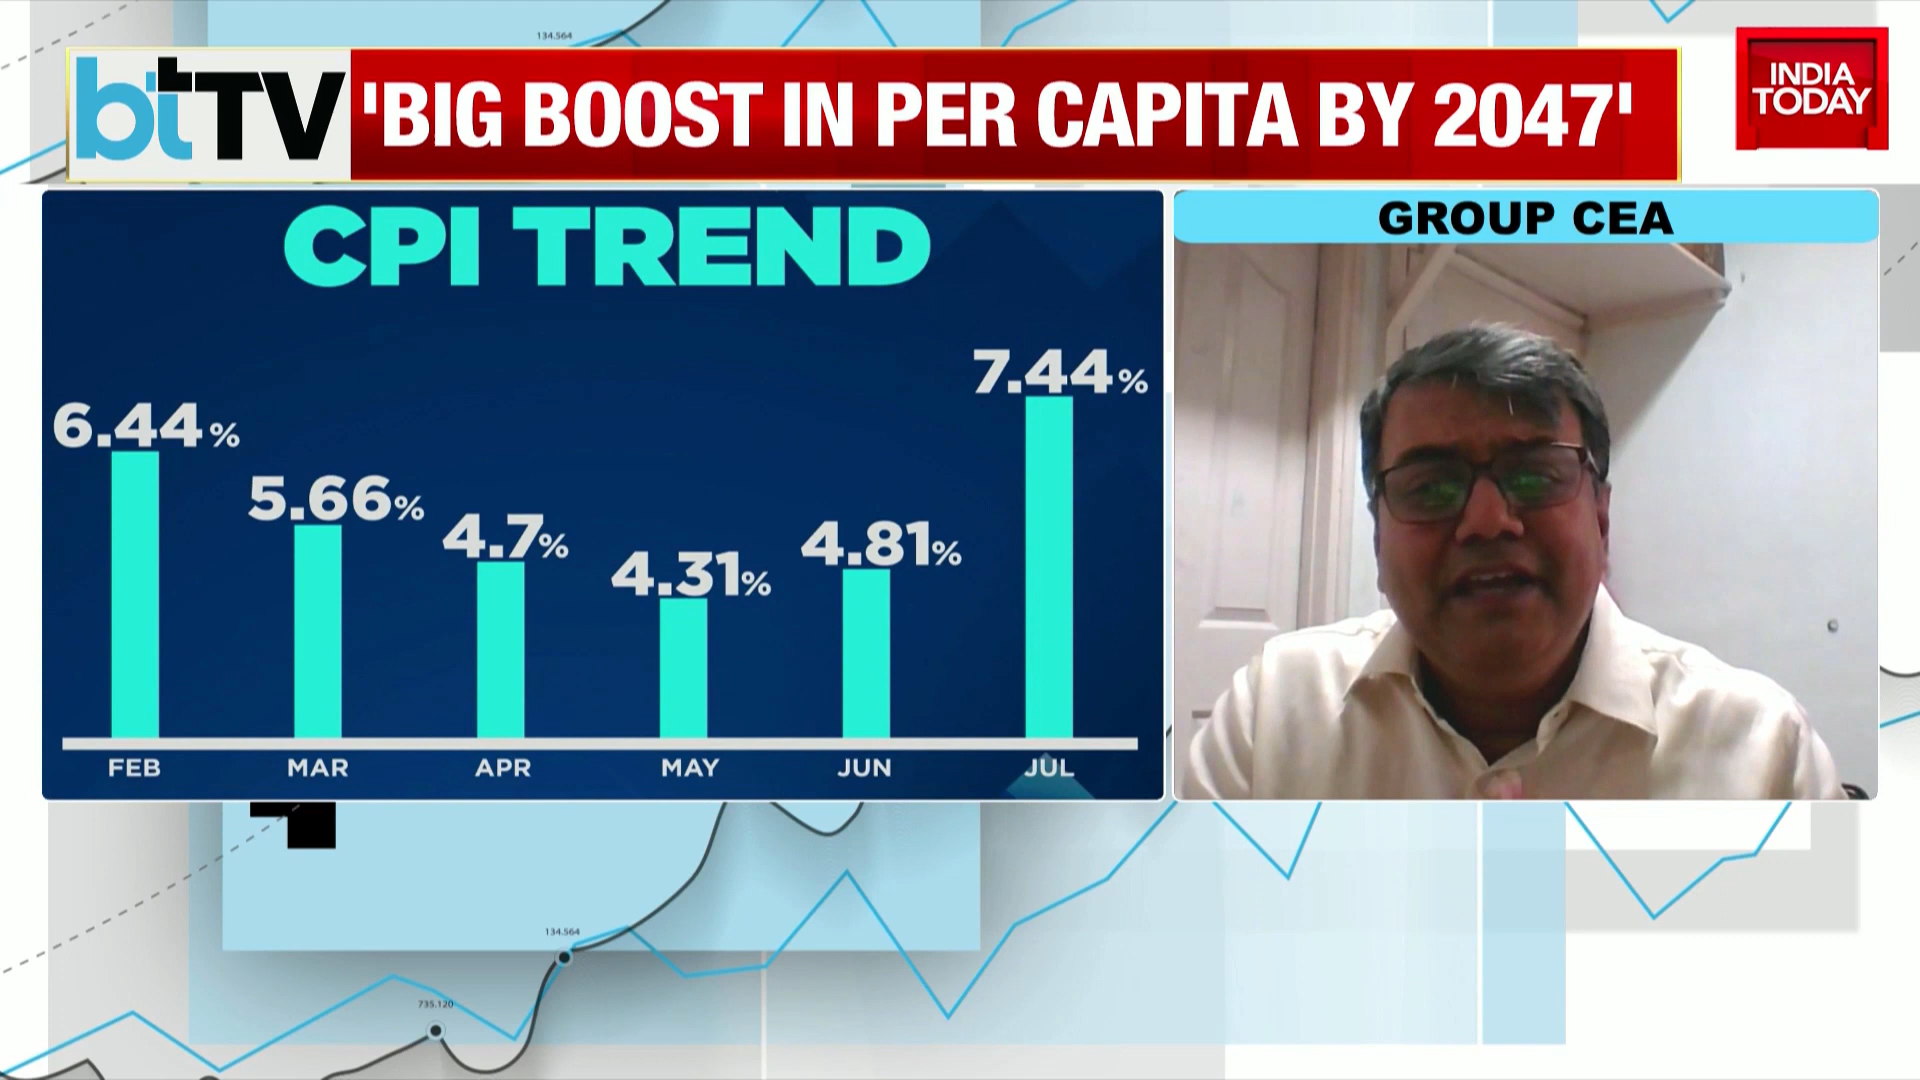 134.564
btTV
'BIG BOOST IN PER CAPITA BY 2047'
INDIA
TODAY
CPI TREND
GROUP CEA
6.44%
5.66%
4.7%
4.31%
4.81%
7.44%
FEB
MAR
APR
MAY
JUN
JUL
134.564
735.120